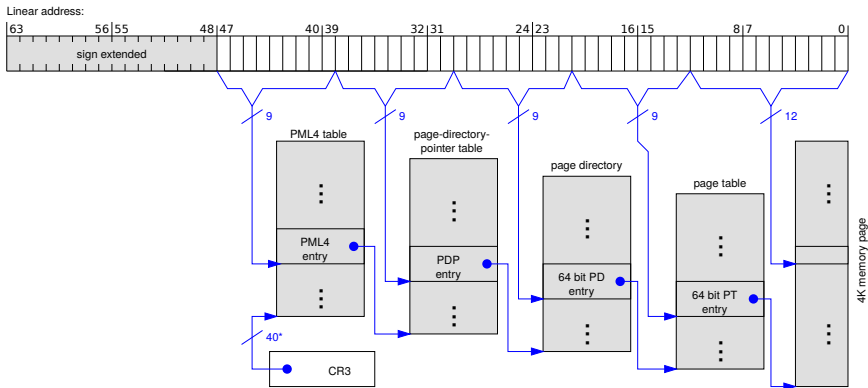 Linear address:
63 56 55 48 47 40 39 32 31 24 23 16 15 8 7 0
sign extended
9 9 9 9 12
PML4 table
page-directory-
pointer table
page directory
page table
PML4
entry
PDP
entry
64 bit PD
entry
64 bit PT
entry
4K memory page
40*
CR3